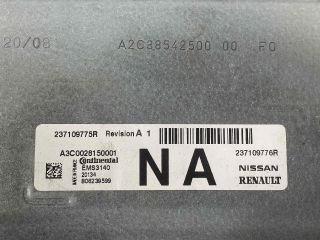 20/08 A2C38542500 00 F0
237109775R Revision A 1 237109776R
A3C0028150001
Continental
EMS3140
20134
806239599
NA
NISSAN
RENAULT